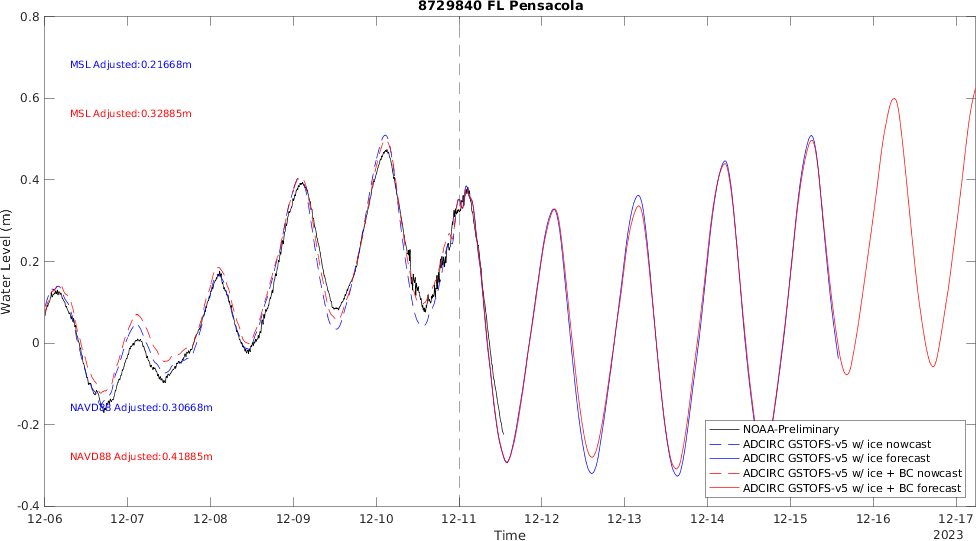 8729840 FL Pensacola
0.8
MSL Adjusted:0.21668m
0.6
MSL Adjusted:0.32885m
0.4
0.2
Water Level (m)
0
NAVD88 Adjusted:0.30668m
-0.2
NAVD88 Adjusted:0.41885m
-0.4
NOAA-Preliminary
ADCIRC GSTOFS-v5 w/ ice nowcast
ADCIRC GSTOFS-v5 w/ ice forecast
ADCIRC GSTOFS-v5 w/ ice + BC nowcast
ADCIRC GSTOFS-v5 w/ ice + BC forecast
12-06 12-07 12-08 12-09 12-10 12-11 12-12 12-13 12-14 12-15 12-16 12-17
Time
2023